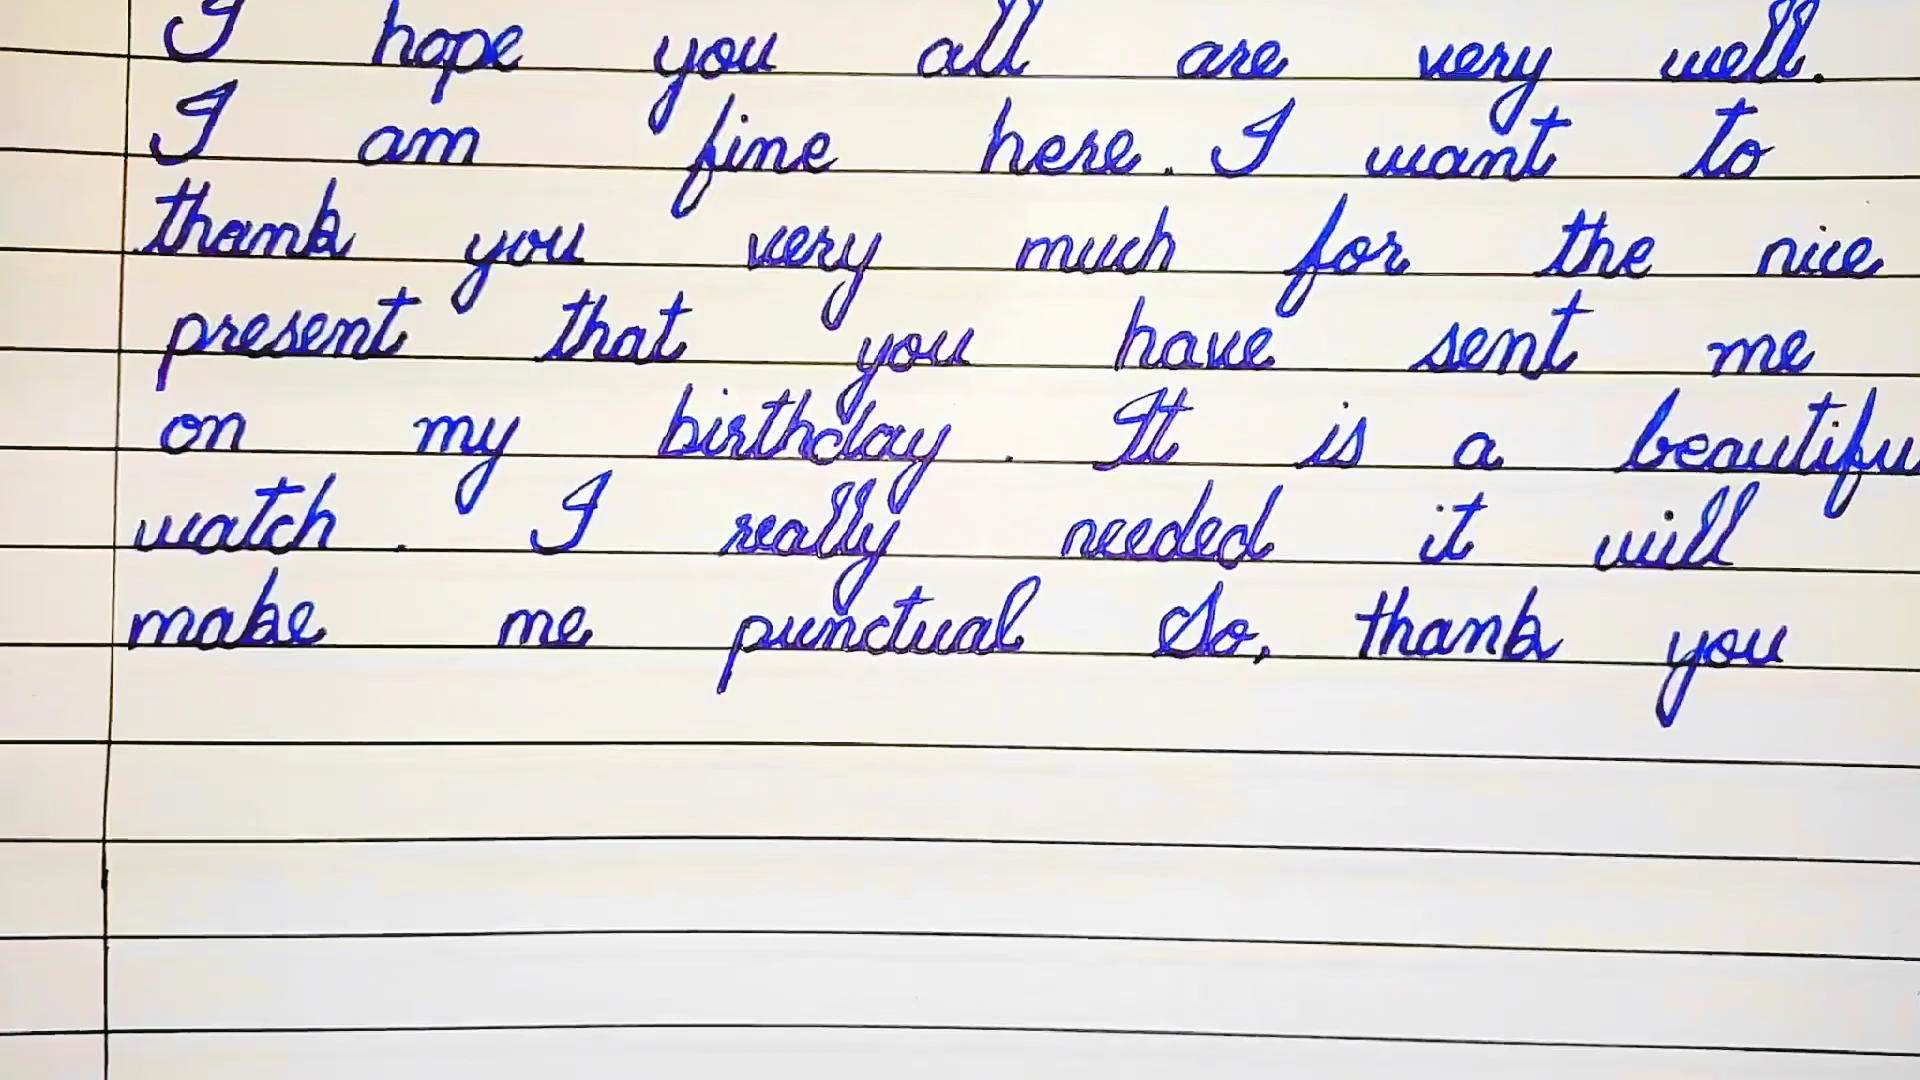 I hope you all are very well.
I am fine here. I want to
thank you very much for the nice
present that you have sent me
on my birthday. It is a beautifu
watch. I really needed it will
make me punctual So, thank you